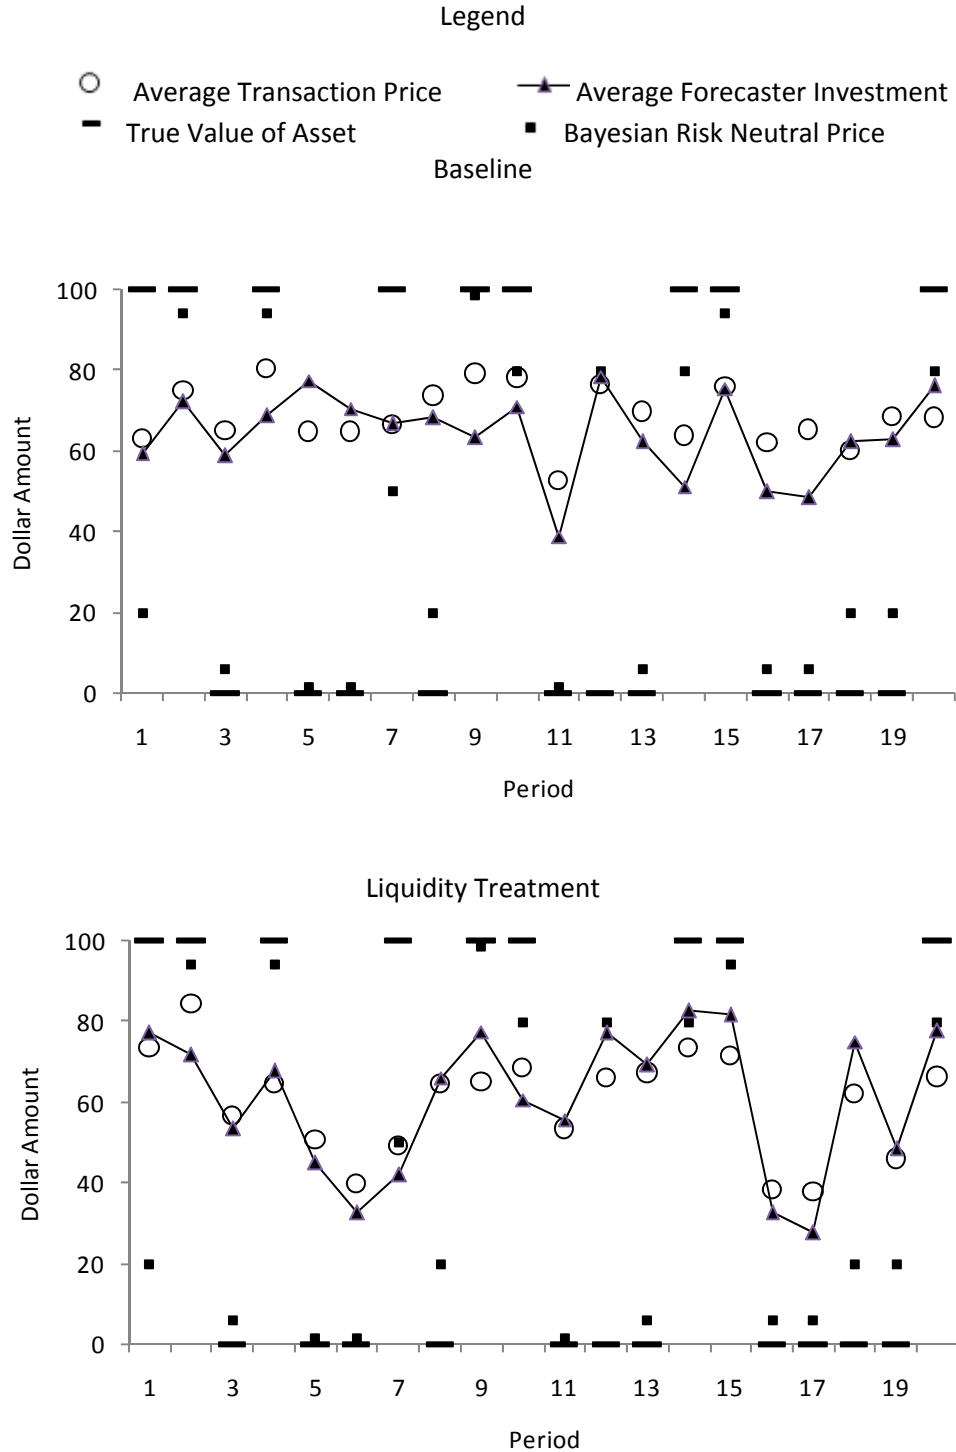 Legend
Average Transaction Price
Average Forecaster Investment
True Value of Asset
Bayesian Risk Neutral Price
Baseline
100
80
60
40
20
0
Dollar Amount
1 3 5 7 9 11 13 15 17 19
Period
Liquidity Treatment
100
80
60
40
20
0
Dollar Amount
1 3 5 7 9 11 13 15 17 19
Period